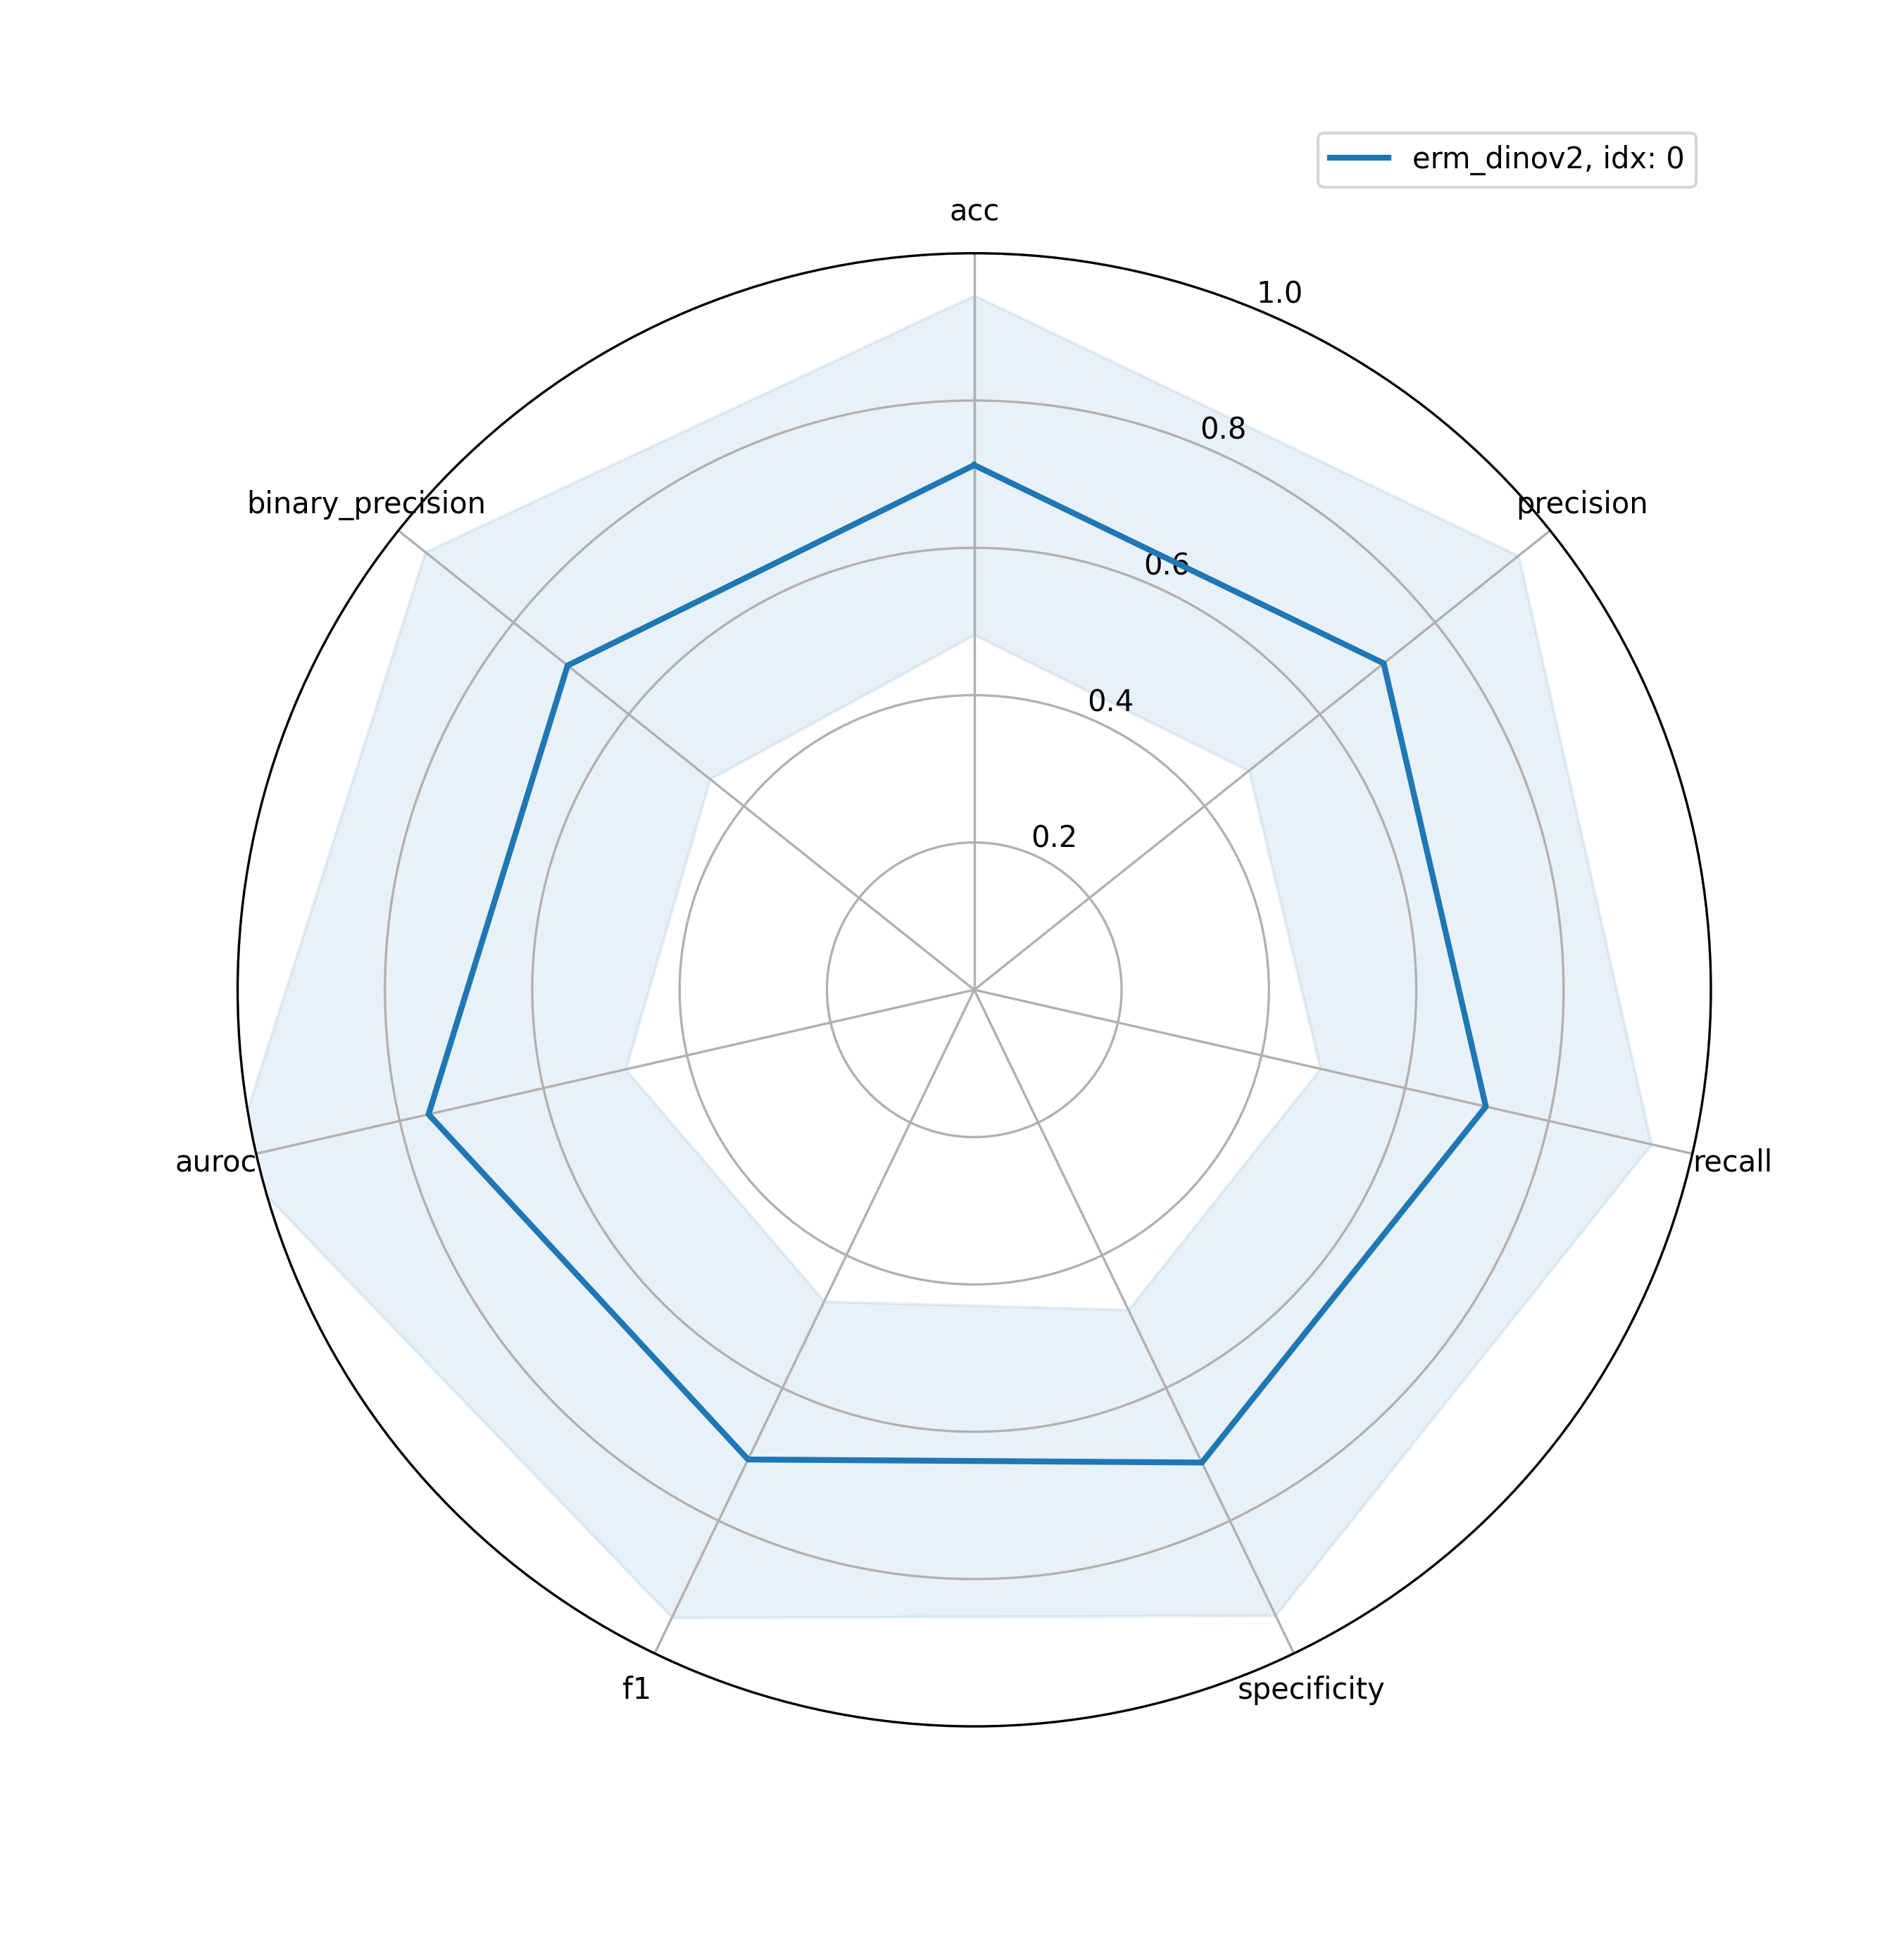 erm_dinov2, idx: 0
acc
1.0
0.8
binary_precision
precision
0.6
0.4
0.2
auroc
recall
f1
specificity